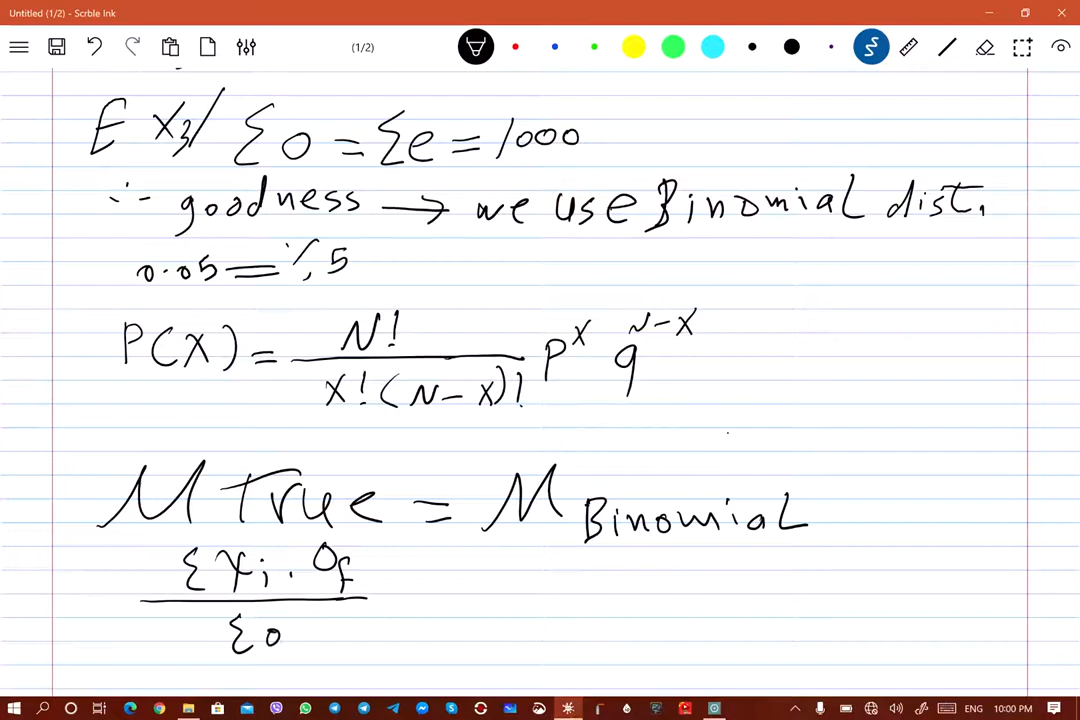 Untitled (1/2) - Scrble Ink
(1/2)
Ex3/ Σo = Σe = 1000
∴ goodness → we use Binomial dist.
0.05 = %5
P(X) = N! / X!(N-X)! P^X q^N-X
M True = M Binomial
Σxi . Of
Σo
ENG 10:00 PM